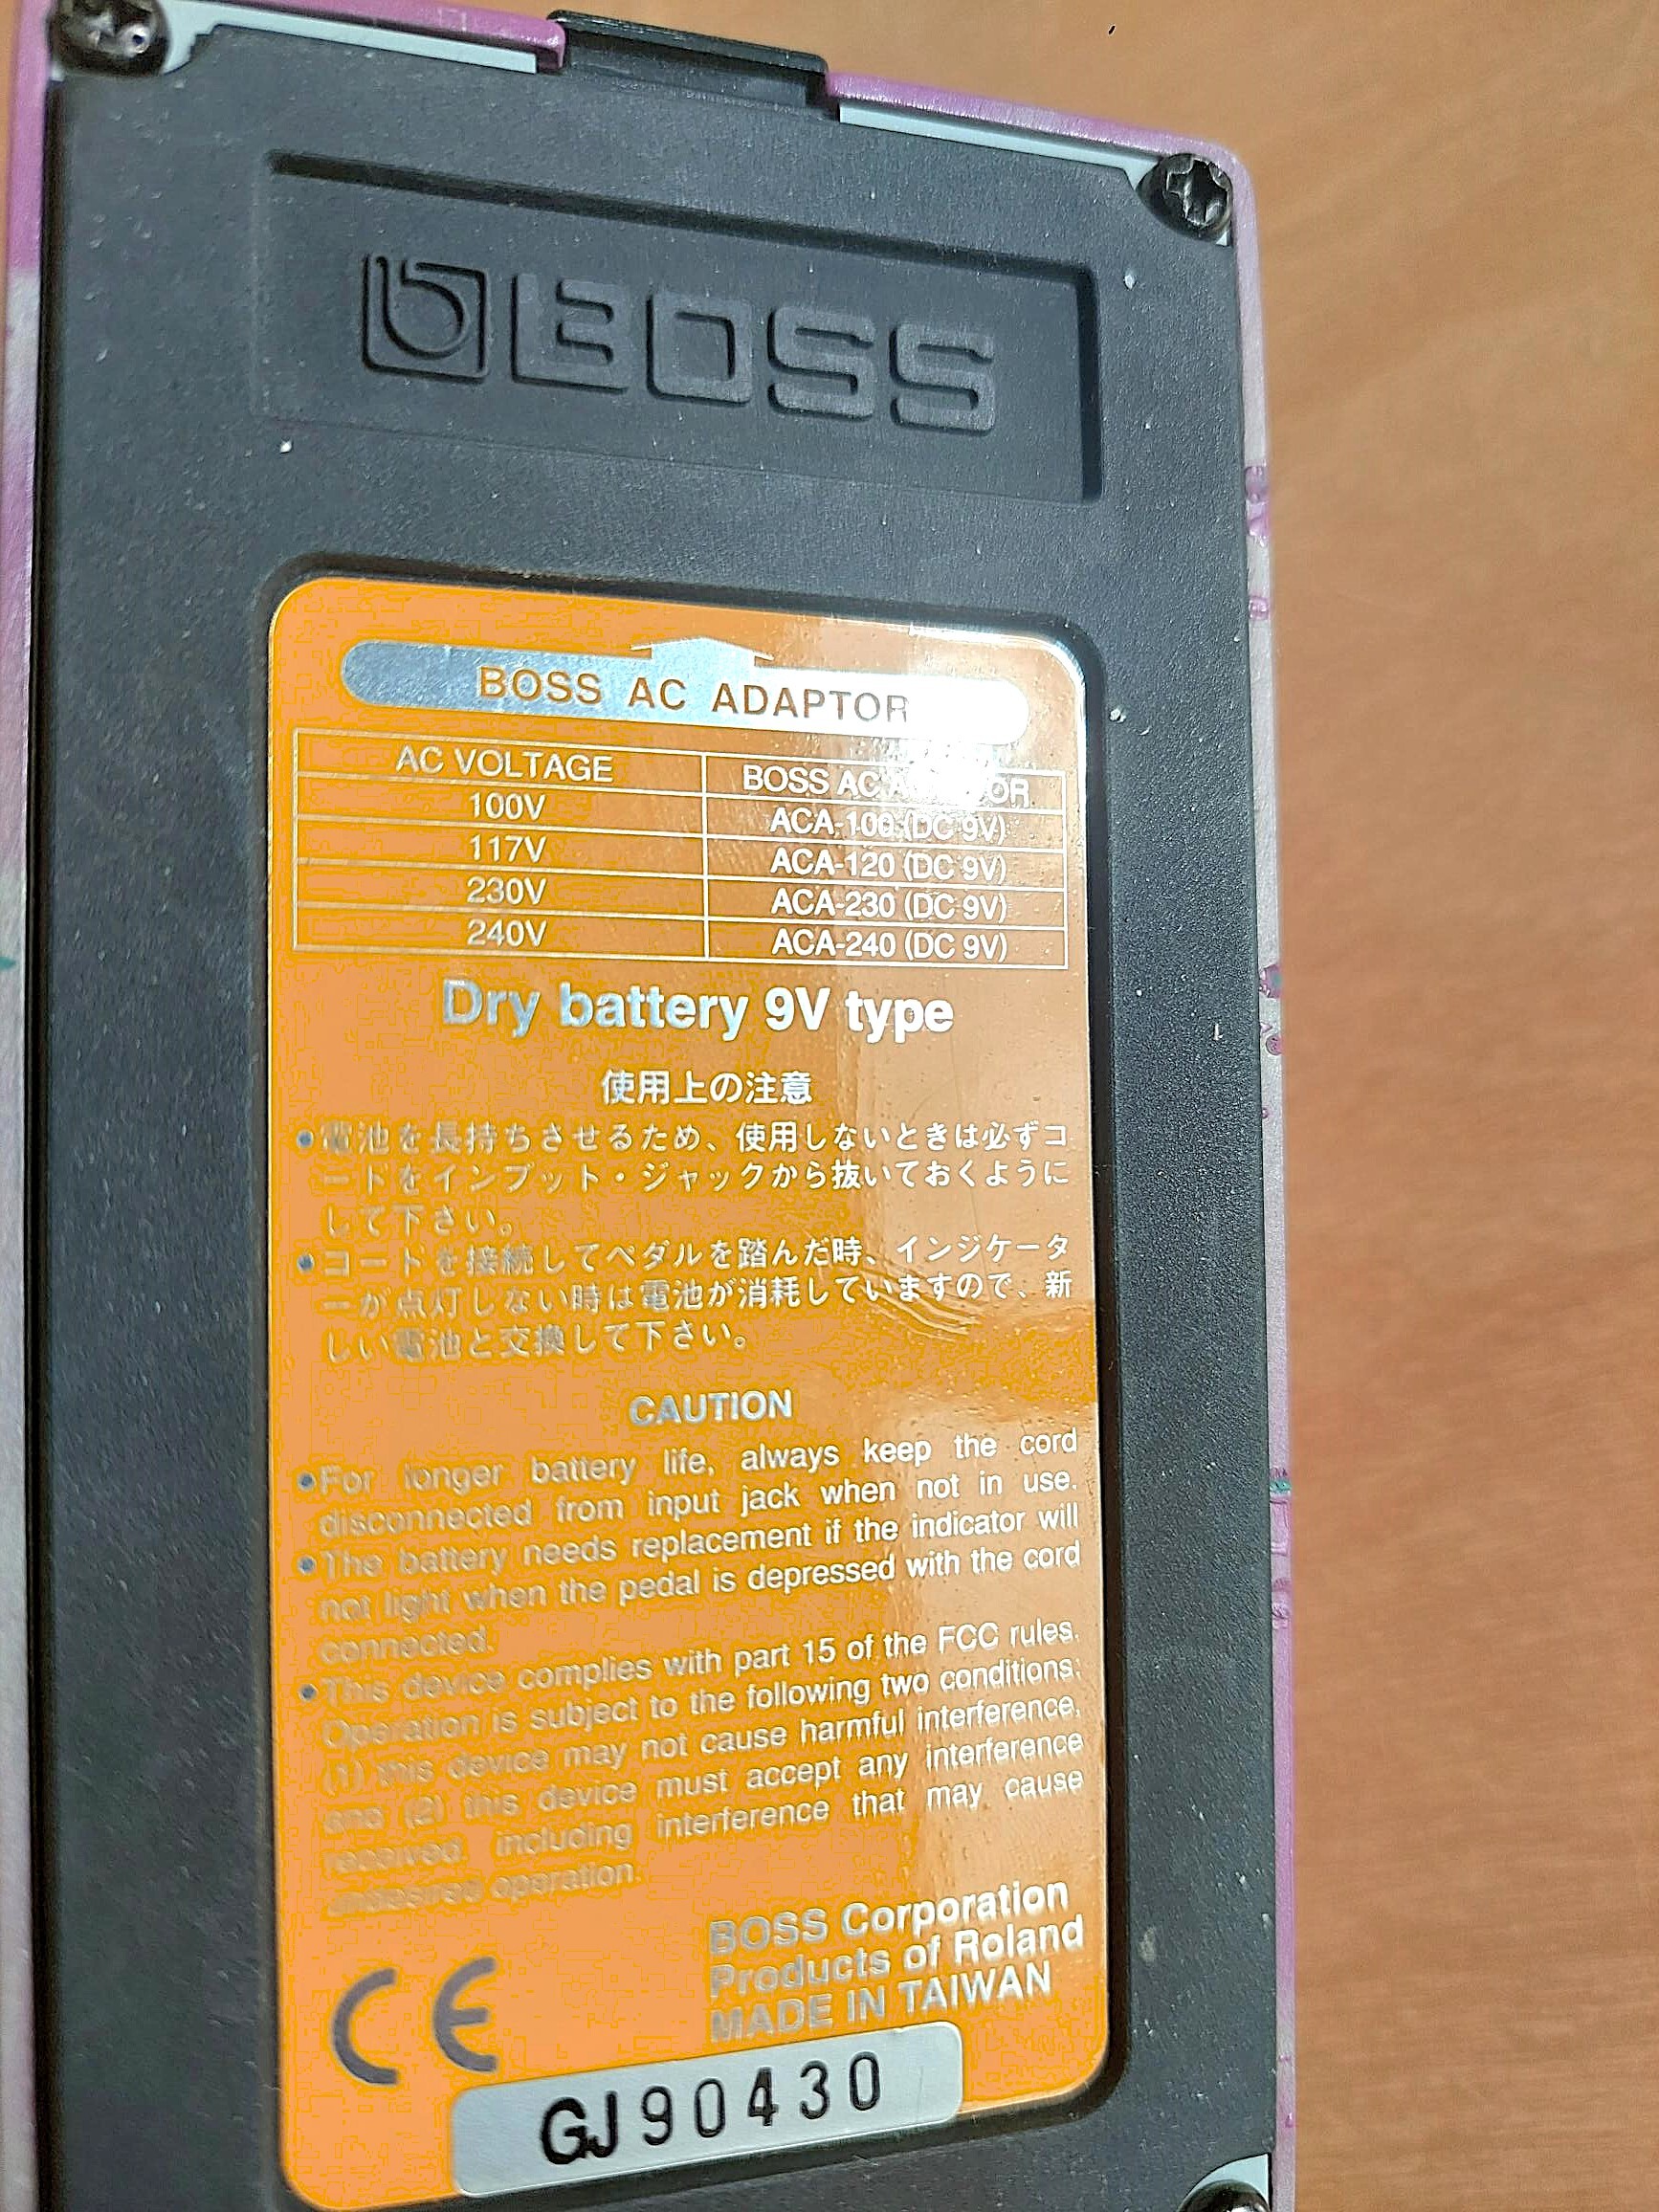 BOSS
BOSS AC ADAPTOR
AC VOLTAGE BOSS AC ADAPTOR
100V ACA-100 (DC 9V)
117V ACA-120 (DC 9V)
230V ACA-230 (DC 9V)
240V ACA-240 (DC 9V)
Dry battery 9V type
使用上の注意
●電池を長持ちさせるため、使用しないときは必ずコ
ードをインプット・ジャックから抜いておくように
して下さい。
●コードを接続してペダルを踏んだ時、インジケータ
ーが点灯しない時は電池が消耗していますので、新
しい電池と交換して下さい。
CAUTION
●For longer battery life, always keep the cord
disconnected from input jack when not in use.
●The battery needs replacement if the indicator will
not light when the pedal is depressed with the cord
connected.
●This device complies with part 15 of the FCC rules.
Operation is subject to the following two conditions:
(1) this device may not cause harmful interference,
and (2) this device must accept any interference
received, including interference that may cause
undesired operation.
CE
BOSS Corporation
Products of Roland
MADE IN TAIWAN
GJ90430